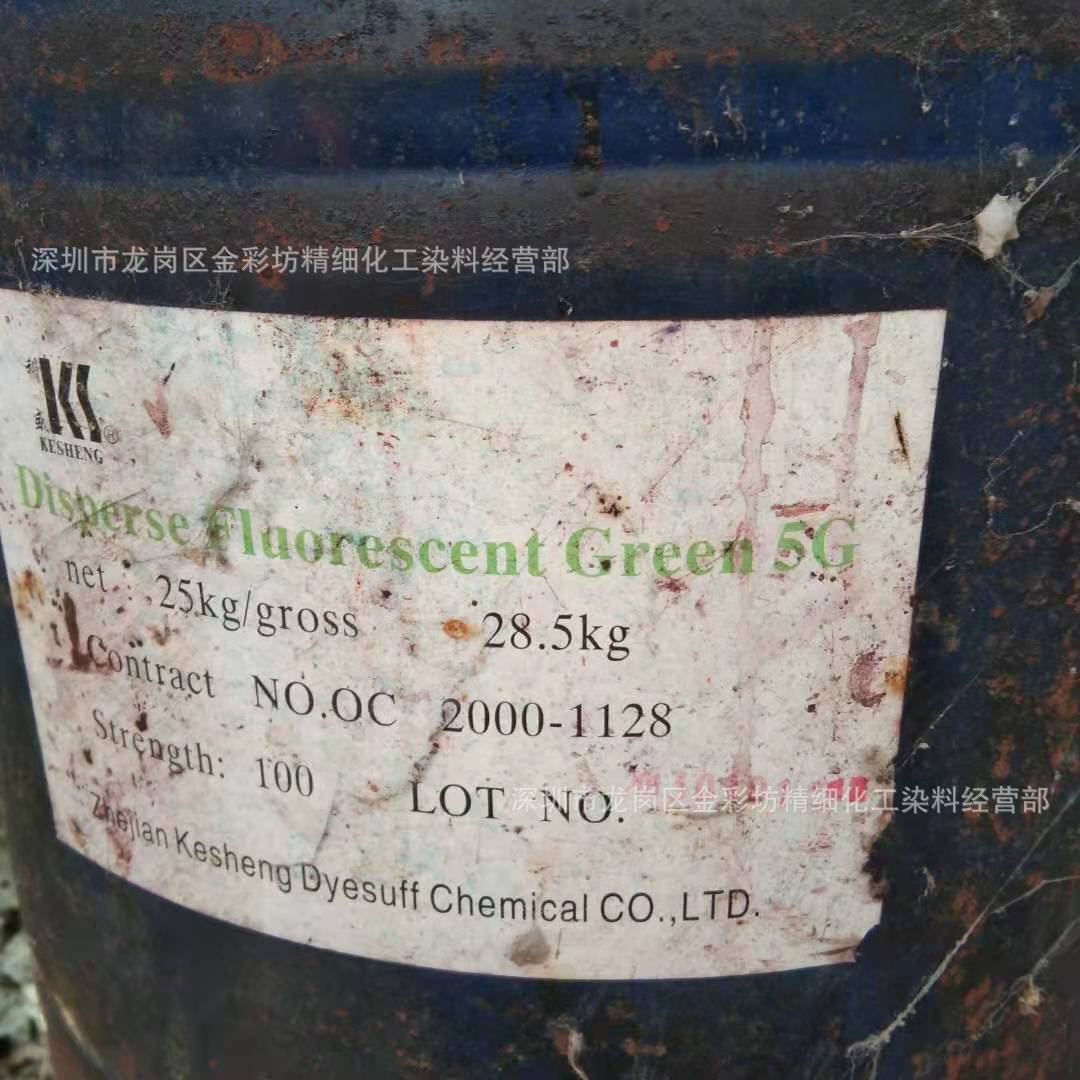 深圳市龙岗区金彩坊精细化工染料经营部
KS
®
KESHENG
Disperse Fluorescent Green 5G
net 25kg/gross 28.5kg
Contract NO.OC 2000-1128
Strength: 100 LOT NO.
深圳市龙岗区金彩坊精细化工染料经营部
Zhejian Kesheng Dyesuff Chemical CO.,LTD.